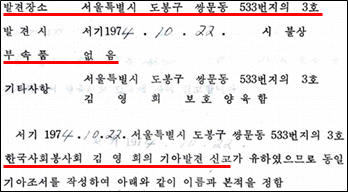 발견장소 서울특별시 도봉구 쌍문동 533번지의 3호
발견시 서기1974. 10. 22. 시 불상
부속품 없음
기타사항 서울특별시 도봉구 쌍문동 533번지의 3호
김영희 보호 양육함
서기 1974. 10. 22. 서울특별시 도봉구 쌍문동 533번지의 3호
한국사회봉사회 김영희의 기아발견 신고가 유하였으므로 동일
기아조서를 작성하여 아래와 같이 이름과 본적을 정함